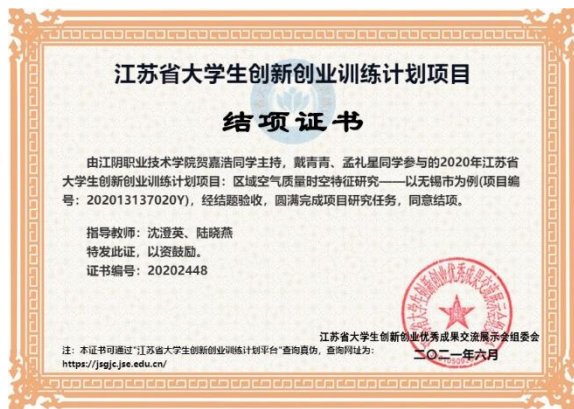 江苏省大学生创新创业训练计划项目
结项证书
由江阴职业技术学院贺嘉浩同学主持，戴青青、孟礼星同学参与的2020年江苏省
大学生创新创业训练计划项目：区域空气质量时空特征研究——以无锡市为例(项目编
号：202013137020Y)，经结题验收，圆满完成项目研究任务，同意结项。
指导教师：沈澄英、陆晓燕
特发此证，以资鼓励。
证书编号：20202448
江苏省大学生创新创业优秀成果交流展示会组委会
二〇二一年六月
注：本证书可通过“江苏省大学生创新创业训练计划平台”查询真伪，查询网址为：
https://jsgjc.jse.edu.cn/